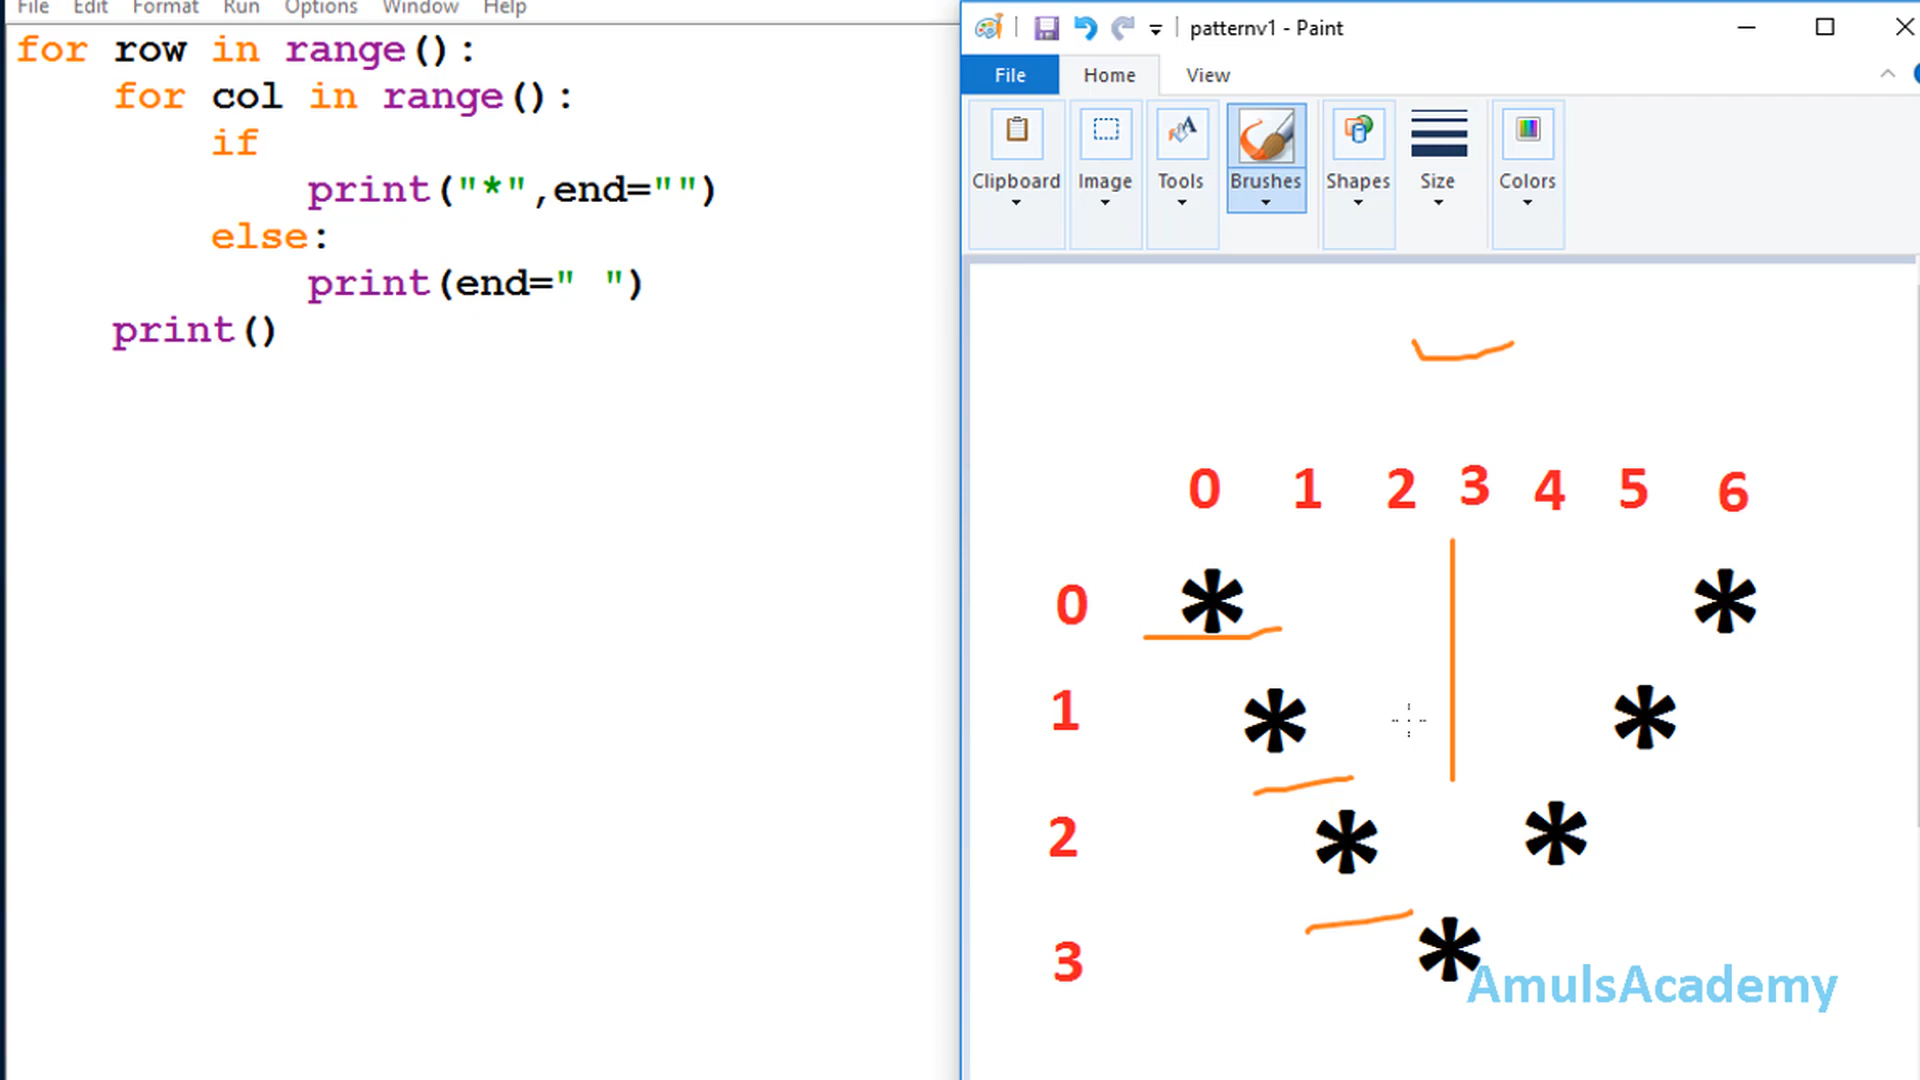 File Edit Format Run Options Window Help
for row in range():
for col in range():
if
print("*",end="")
else:
print(end=" ")
print()
patternv1 - Paint
File Home View
Clipboard Image Tools Brushes Shapes Size Colors
0 1 2 3 4 5 6
0 * *
1 * *
2 * *
3 *
AmulsAcademy